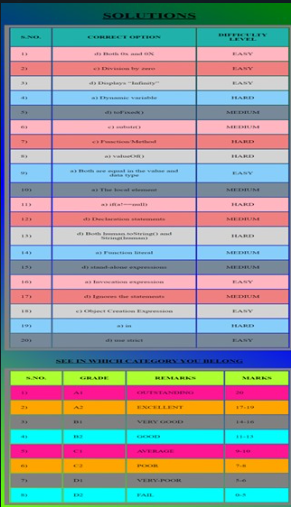 SOLUTIONS
S.NO. CORRECT OPTION DIFFICULTY LEVEL
1) d) Both 0x and 0X EASY
2) c) Division by zero EASY
3) d) Displays "Infinity" EASY
4) a) Dynamic variable HARD
5) MEDIUM
6) MEDIUM
7) c) Function/Method HARD
8) a) valueOf() HARD
9) a) Both are equal in the value and data type EASY
10) a) The local element MEDIUM
11) HARD
12) d) Declaration statements MEDIUM
13) d) Both human.toString() and String(human) HARD
14) a) Function literal MEDIUM
15) d) stand-alone expressions MEDIUM
16) a) Invocation expression EASY
17) d) Ignores the statements MEDIUM
18) c) Object Creation Expression EASY
19) a) in HARD
20) d) use strict EASY
SEE IN WHICH CATEGORY YOU BELONG
S.NO. GRADE REMARKS MARKS
1) A1 OUTSTANDING 20
2) A2 EXCELLENT 17-19
3) B1 VERY GOOD 14-16
4) B2 GOOD 11-13
5) C1 AVERAGE 9-10
6) C2 POOR 7-8
7) D1 VERY-POOR 5-6
8) D2 FAIL 0-5